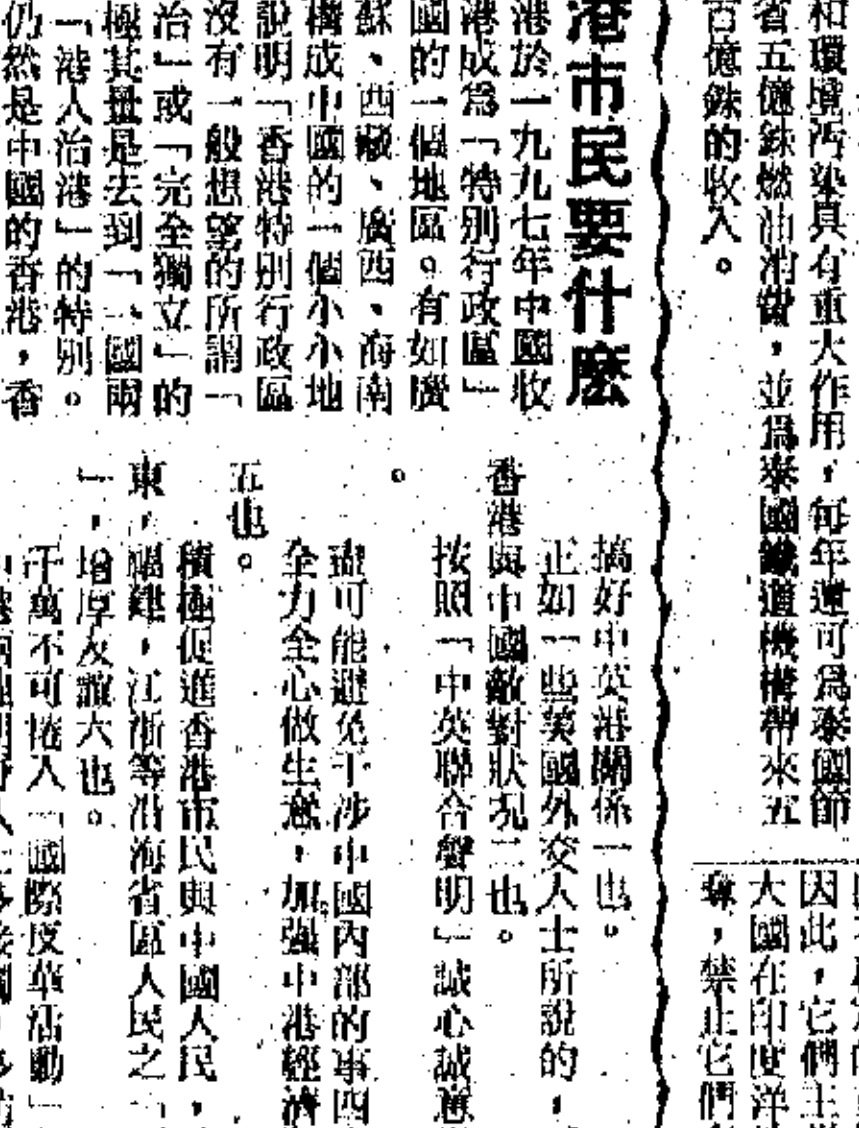 和環境污染具有重大作用，每年還可爲泰國節
省五億銖燃油消費，並爲泰國鐵道機構帶來五
百億銖的收入。
因此，它們主
大國在印度洋
，禁止它們
港市民要什麽
港於一九九七年中國收
港成爲「特別行政區」
國的一個地區。有如廣
蘇、西藏、廣西、海南
構成中國的一個小小地
說明「香港特別行政區
沒有一般想望的所謂「
治」或「完全獨立」的
極其量是去到「一國兩
「港人治港」的特別。
仍然是中國的香港，香
搞好中英港關係一也。
正如一些美國外交人士所說的，
香港與中國敵對狀況二也。
按照「中英聯合聲明」誠心誠意
。
盡可能避免干涉中國內部的事四
全力全心做生意，加強中港經濟
五也。
積極促進香港市民與中國人民，
東，福建，江浙等沿海省區人民之「
」，增厚友誼六也。
千萬不可捲入「國際反華活動」